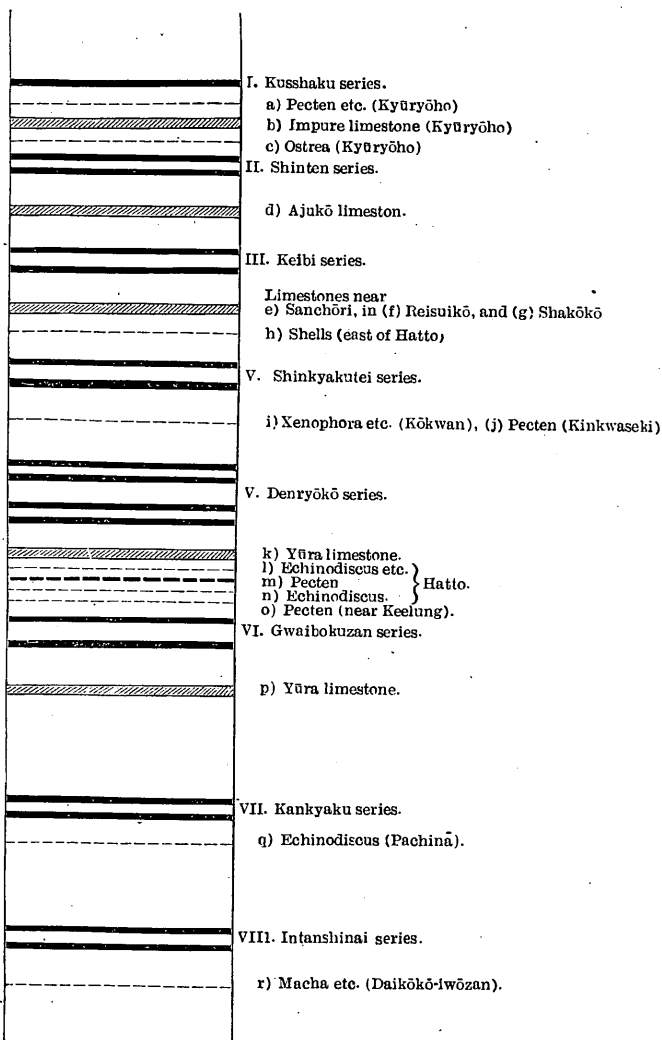 I. Kusshaku series.
a) Pecten etc. (Kyūryōho)
b) Impure limestone (Kyūryōho)
c) Ostrea (Kyūryōho)
II. Shinten series.
d) Ajukō limeston.
III. Keibi series.
Limestones near
e) Sanchōri, in (f) Reisuikō, and (g) Shakōkō
h) Shells (east of Hatto)
V. Shinkyakutei series.
i) Xenophora etc. (Kōkwan), (j) Pecten (Kinkwaseki)
V. Denryōkō series.
k) Yūra limestone.
l) Echinodiscus etc.
m) Pecten Hatto.
n) Echinodiscus.
o) Pecten (near Keelung).
VI. Gwaibokuzan series.
p) Yūra limestone.
VII. Kankyaku series.
q) Echinodiscus (Pachinā).
VIII. Intanshinai series.
r) Macha etc. (Daikōkō-iwōzan).